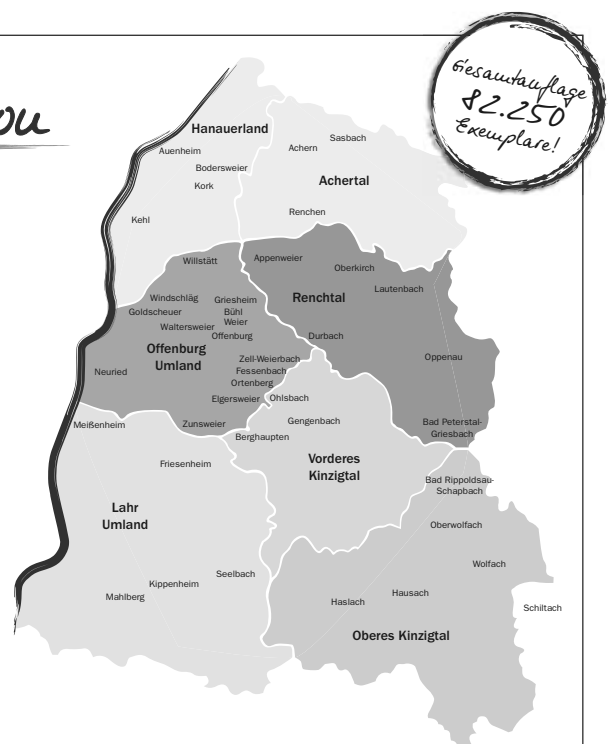 Gesamtauflage
82.250
Exemplare!
Hanauerland
Auenheim
Bodersweier
Kork
Kehl
Sasbach
Achern
Achertal
Renchen
Willstätt
Windschläg
Griesheim
Goldscheuer
Bühl
Weier
Waltersweier
Offenburg
Offenburg
Umland
Neuried
Zell-Weierbach
Fessenbach
Ortenberg
Elgersweier
Zunsweier
Appenweier
Oberkirch
Lautenbach
Renchtal
Durbach
Oppenau
Bad Peterstal-
Griesbach
Ohlsbach
Gengenbach
Berghaupten
Vorderes
Kinzigtal
Meißenheim
Friesenheim
Lahr
Umland
Seelbach
Kippenheim
Mahlberg
Bad Rippoldsau-
Schapbach
Oberwolfach
Wolfach
Hausach
Haslach
Schiltach
Oberes Kinzigtal